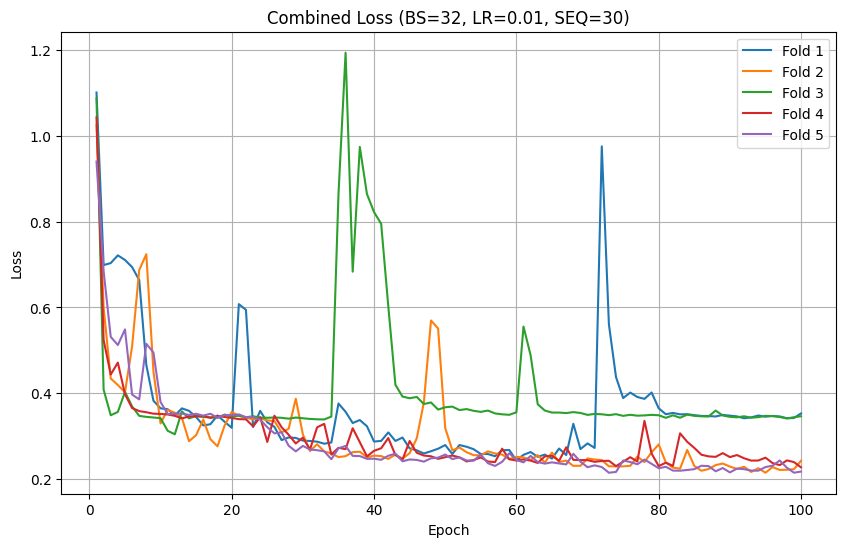 Combined Loss (BS=32, LR=0.01, SEQ=30)
Fold 1
Fold 2
Fold 3
Fold 4
Fold 5
Loss
1.2
1.0
0.8
0.6
0.4
0.2
0 20 40 60 80 100
Epoch